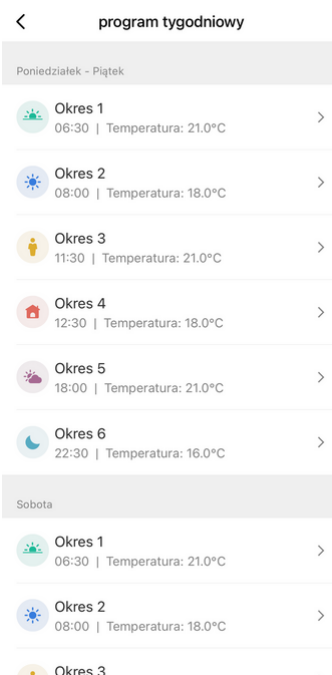 program tygodniowy
Poniedziałek - Piątek
Okres 1
06:30 | Temperatura: 21.0°C
Okres 2
08:00 | Temperatura: 18.0°C
Okres 3
11:30 | Temperatura: 21.0°C
Okres 4
12:30 | Temperatura: 18.0°C
Okres 5
18:00 | Temperatura: 21.0°C
Okres 6
22:30 | Temperatura: 16.0°C
Sobota
Okres 1
06:30 | Temperatura: 21.0°C
Okres 2
08:00 | Temperatura: 18.0°C
Okres 3